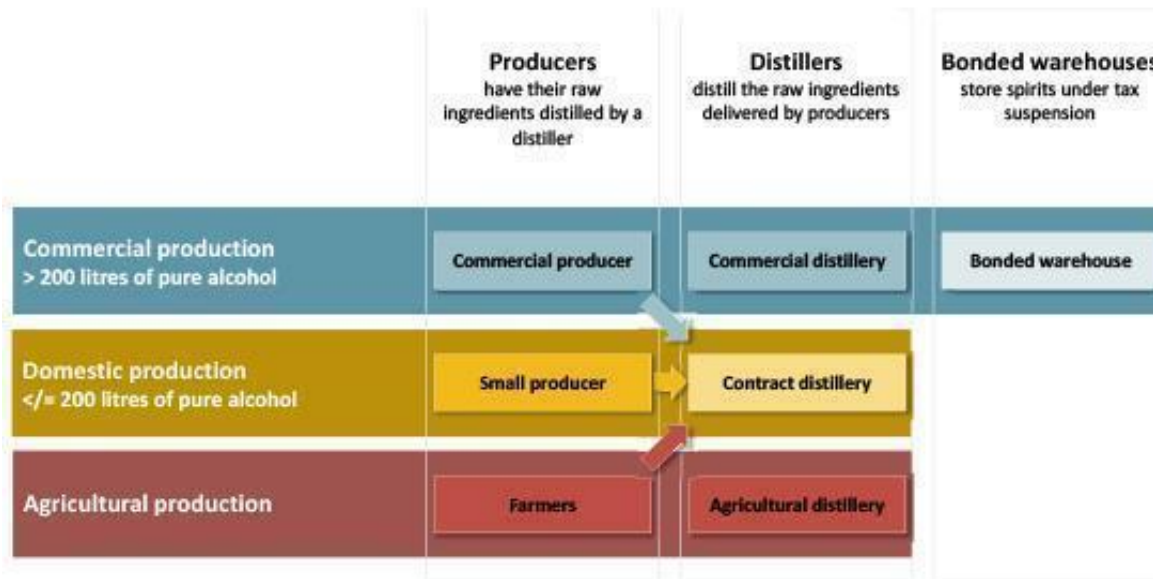 Producers
have their raw
ingredients distilled by a
distiller
Distillers
distill the raw ingredients
delivered by producers
Bonded warehouses
store spirits under tax
suspension
Commercial production
> 200 litres of pure alcohol
Commercial producer
Commercial distillery
Bonded warehouse
Domestic production
</= 200 litres of pure alcohol
Small producer
Contract distillery
Agricultural production
Farmers
Agricultural distillery